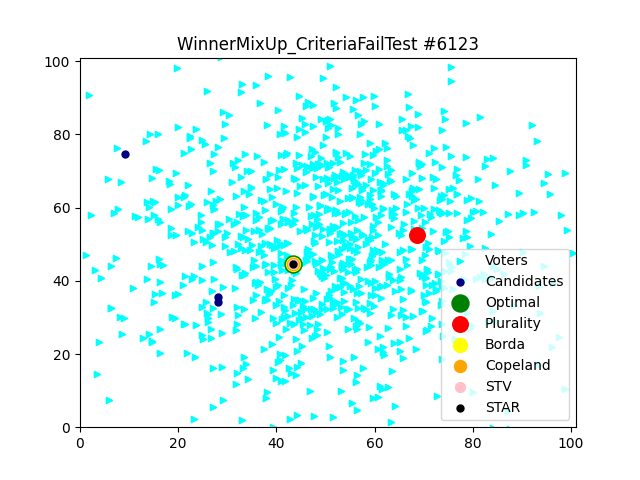 WinnerMixUp_CriteriaFailTest #6123
100
80
60
40
20
0
0 20 40 60 80 100
Voters
Candidates
Optimal
Plurality
Borda
Copeland
STV
STAR